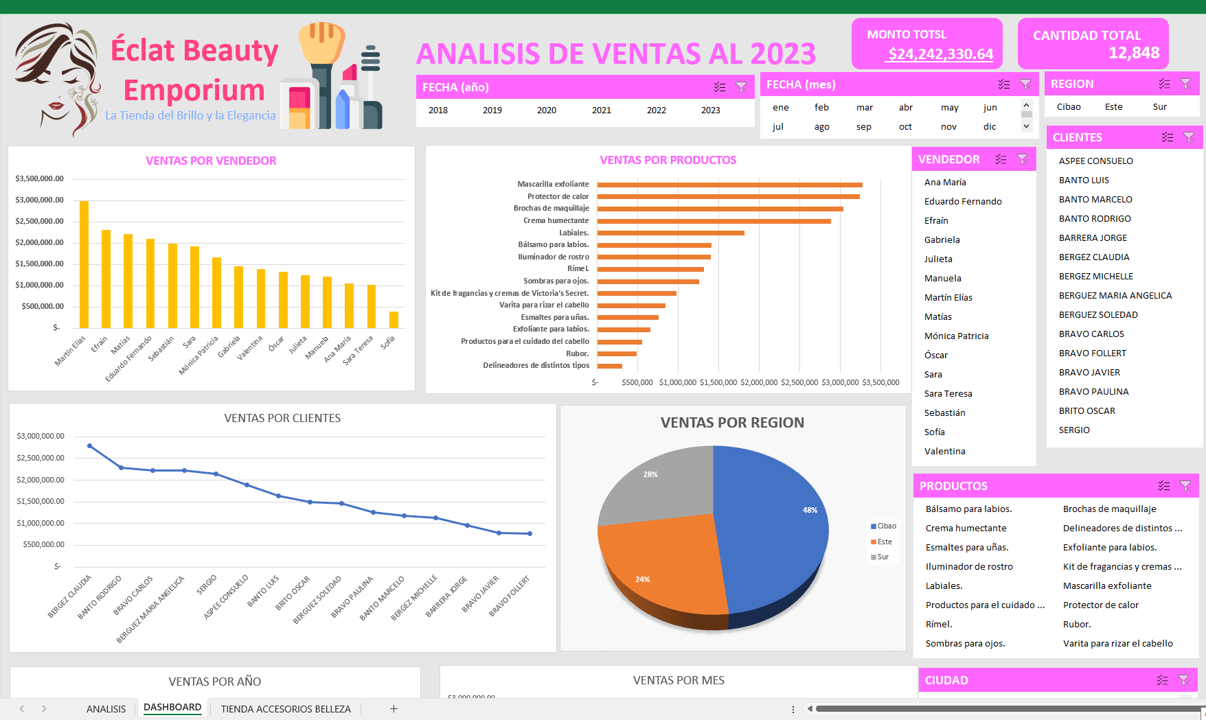 Éclat Beauty
Emporium
La Tienda del Brillo y la Elegancia
ANALISIS DE VENTAS AL 2023
MONTO TOTSL
$24,242,330.64
CANTIDAD TOTAL
12,848
FECHA (año)
2018 2019 2020 2021 2022 2023
FECHA (mes)
ene feb mar abr may jun
jul ago sep oct nov dic
REGION
Cibao Este Sur
CLIENTES
ASPEE CONSUELO
BANTO LUIS
BANTO MARCELO
BANTO RODRIGO
BARRERA JORGE
BERGEZ CLAUDIA
BERGEZ MICHELLE
BERGUEZ MARIA ANGELICA
BERGUEZ SOLEDAD
BRAVO CARLOS
BRAVO FOLLERT
BRAVO JAVIER
BRAVO PAULINA
BRITO OSCAR
SERGIO
VENTAS POR VENDEDOR
$3,500,000.00
$3,000,000.00
$2,500,000.00
$2,000,000.00
$1,500,000.00
$1,000,000.00
$500,000.00
$-
Martín Elías
Efraín
Matías
Eduardo Fernando
Sebastián
Sara
Mónica Patricia
Gabriela
Valentina
Óscar
Julieta
Manuela
Ana María
Sara Teresa
Sofía
VENTAS POR PRODUCTOS
Mascarilla exfoliante
Protector de calor
Brochas de maquillaje
Crema humectante
Labiales.
Bálsamo para labios.
Iluminador de rostro
Rímel.
Sombras para ojos.
Kit de fragancias y cremas de Victoria's Secret.
Varita para rizar el cabello
Esmaltes para uñas.
Exfoliante para labios.
Productos para el cuidado del cabello
Rubor.
Delineadores de distintos tipos
$- $500,000 $1,000,000 $1,500,000 $2,000,000 $2,500,000 $3,000,000 $3,500,000
VENDEDOR
Ana María
Eduardo Fernando
Efraín
Gabriela
Julieta
Manuela
Martín Elías
Matías
Mónica Patricia
Óscar
Sara
Sara Teresa
Sebastián
Sofía
Valentina
VENTAS POR CLIENTES
$3,000,000.00
$2,500,000.00
$2,000,000.00
$1,500,000.00
$1,000,000.00
$500,000.00
$-
BERGEZ CLAUDIA
BANTO RODRIGO
BRAVO CARLOS
BERGUEZ MARIA ANGELICA
SERGIO
ASPEE CONSUELO
BANTO LUIS
BRITO OSCAR
BERGUEZ SOLEDAD
BRAVO PAULINA
BANTO MARCELO
BERGEZ MICHELLE
BARRERA JORGE
BRAVO JAVIER
BRAVO FOLLERT
VENTAS POR REGION
28%
48%
24%
Cibao
Este
Sur
PRODUCTOS
Bálsamo para labios. Brochas de maquillaje
Crema humectante Delineadores de distintos ...
Esmaltes para uñas. Exfoliante para labios.
Iluminador de rostro Kit de fragancias y cremas ...
Labiales. Mascarilla exfoliante
Productos para el cuidado ... Protector de calor
Rímel. Rubor.
Sombras para ojos. Varita para rizar el cabello
VENTAS POR AÑO
VENTAS POR MES
$3,000,000.00
CIUDAD
ANALISIS DASHBOARD TIENDA ACCESORIOS BELLEZA +